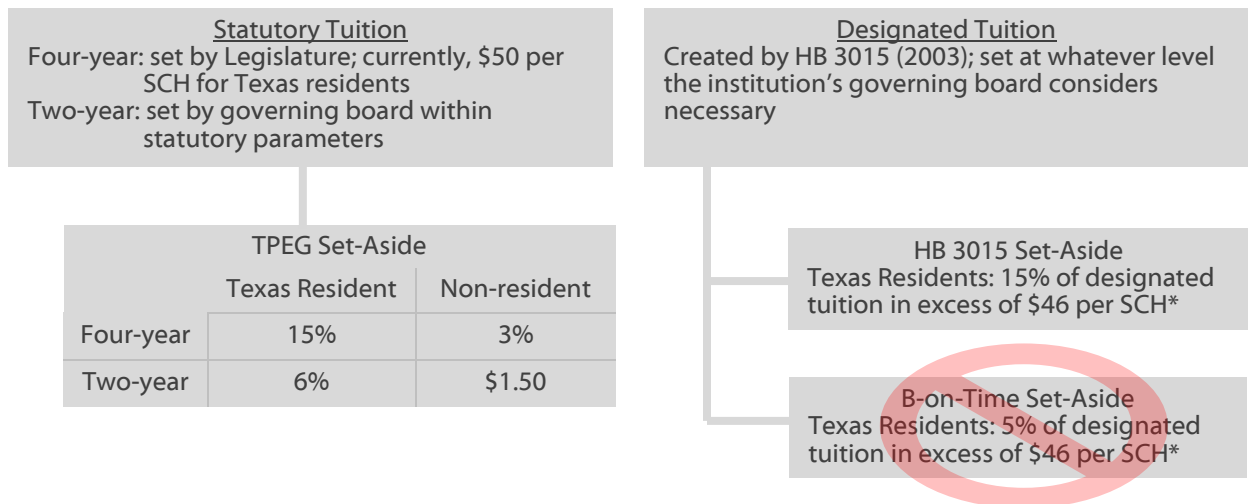 Statutory Tuition
Four-year: set by Legislature; currently, $50 per
SCH for Texas residents
Two-year: set by governing board within
statutory parameters
Designated Tuition
Created by HB 3015 (2003); set at whatever level
the institution’s governing board considers
necessary
TPEG Set-Aside
Texas Resident Non-resident
Four-year 15% 3%
Two-year 6% $1.50
HB 3015 Set-Aside
Texas Residents: 15% of designated
tuition in excess of $46 per SCH*
B-on-Time Set-Aside
Texas Residents: 5% of designated
tuition in excess of $46 per SCH*